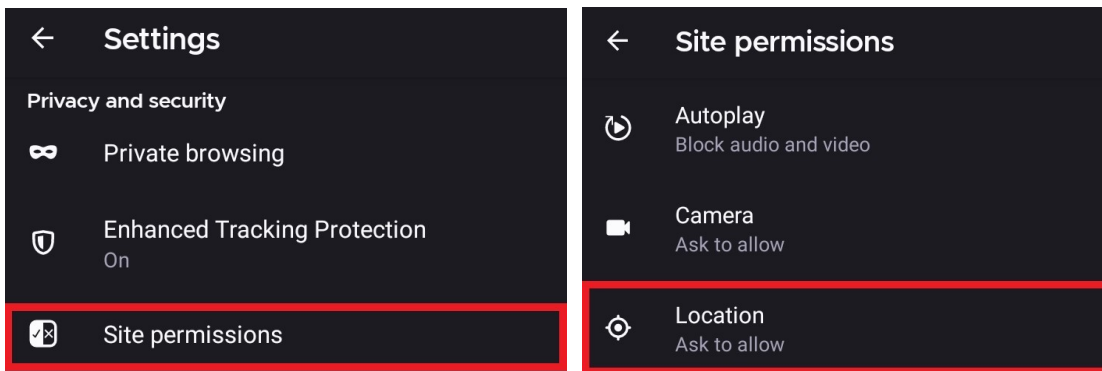 Settings
Privacy and security
Private browsing
Enhanced Tracking Protection
On
Site permissions
Site permissions
Autoplay
Block audio and video
Camera
Ask to allow
Location
Ask to allow